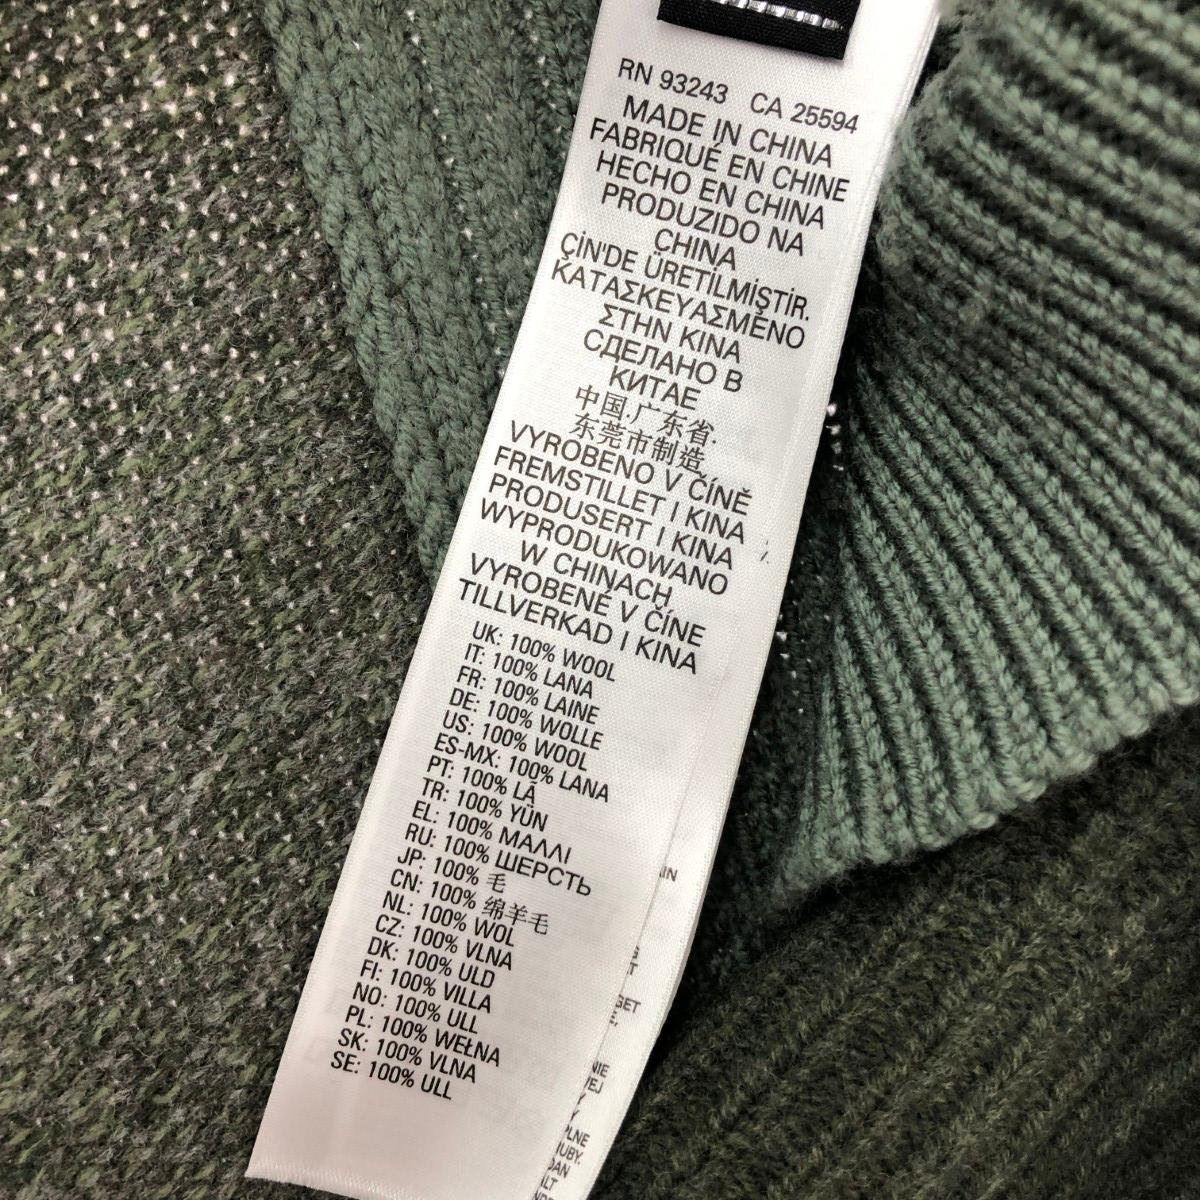 RN 93243 CA 25594
MADE IN CHINA
FABRIQUÉ EN CHINE
HECHO EN CHINA
PRODUZIDO NA
CHINA
ÇİN'DE ÜRETİLMİŞTİR.
ΚΑΤΑΣΚΕΥΑΣΜΕΝΟ
ΣΤΗΝ ΚΙΝΑ
СДЕЛАНО В
КИТАЕ
中国.广东省.
东莞市制造
VYROBENO V ČÍNĚ
FREMSTILLET I KINA
PRODUSERT I KINA
WYPRODUKOWANO
W CHINACH
VYROBENÉ V ČÍNE
TILLVERKAD I KINA
UK: 100% WOOL
IT: 100% LANA
FR: 100% LAINE
DE: 100% WOLLE
US: 100% WOOL
ES-MX: 100% LANA
PT: 100% LÃ
TR: 100% YÜN
EL: 100% ΜΑΛΛΙ
RU: 100% ШЕРСТЬ
JP: 100% 毛
CN: 100% 绵羊毛
NL: 100% WOL
CZ: 100% VLNA
DK: 100% ULD
FI: 100% VILLA
NO: 100% ULL
PL: 100% WEŁNA
SK: 100% VLNA
SE: 100% ULL